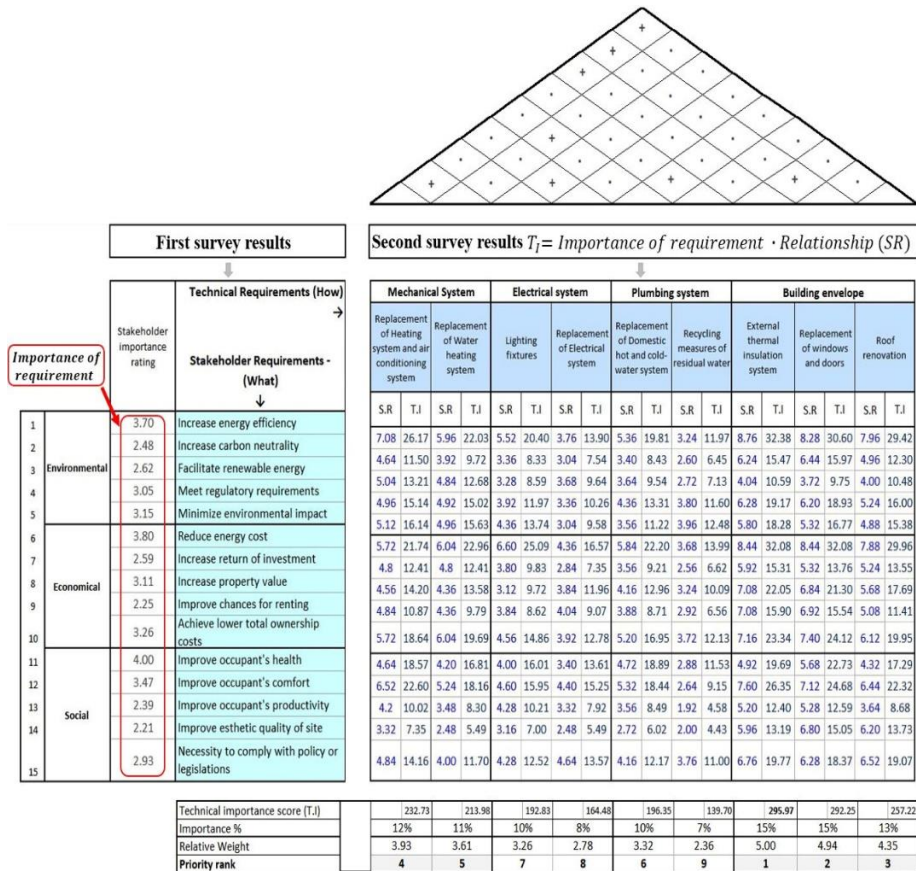 First survey results
Second survey results T_I= Importance of requirement · Relationship (SR)
Importance of requirement
Stakeholder importance rating
Technical Requirements (How)
→
Stakeholder Requirements - (What)
↓
Mechanical System Electrical system Plumbing system Building envelope
Replacement of Heating system and air conditioning system
Replacement of Water heating system
Lighting fixtures
Replacement of Electrical system
Replacement of Domestic hot and cold-water system
Recycling measures of residual water
External thermal insulation system
Replacement of windows and doors
Roof renovation
S.R T.I S.R T.I S.R T.I S.R T.I S.R T.I S.R T.I S.R T.I S.R T.I S.R T.I
Environmental
1 3.70 Increase energy efficiency 7.08 26.17 5.96 22.03 5.52 20.40 3.76 13.90 5.36 19.81 3.24 11.97 8.76 32.38 8.28 30.60 7.96 29.42
2 2.48 Increase carbon neutrality 4.64 11.50 3.92 9.72 3.36 8.33 3.04 7.54 3.40 8.43 2.60 6.45 6.24 15.47 6.44 15.97 4.96 12.30
3 2.62 Facilitate renewable energy 5.04 13.21 4.84 12.68 3.28 8.59 3.68 9.64 3.64 9.54 2.72 7.13 4.04 10.59 3.72 9.75 4.00 10.48
4 3.05 Meet regulatory requirements 4.96 15.14 4.92 15.02 3.92 11.97 3.36 10.26 4.36 13.31 3.80 11.60 6.28 19.17 6.20 18.93 5.24 16.00
5 3.15 Minimize environmental impact 5.12 16.14 4.96 15.63 4.36 13.74 3.04 9.58 3.56 11.22 3.96 12.48 5.80 18.28 5.32 16.77 4.88 15.38
Economical
6 3.80 Reduce energy cost 5.72 21.74 6.04 22.96 6.60 25.09 4.36 16.57 5.84 22.20 3.68 13.99 8.44 32.08 8.44 32.08 7.88 29.96
7 2.59 Increase return of investment 4.8 12.41 4.8 12.41 3.80 9.83 2.84 7.35 3.56 9.21 2.56 6.62 5.92 15.31 5.32 13.76 5.24 13.55
8 3.11 Increase property value 4.56 14.20 4.36 13.58 3.12 9.72 3.84 11.96 4.16 12.96 3.24 10.09 7.08 22.05 6.84 21.30 5.68 17.69
9 2.25 Improve chances for renting 4.84 10.87 4.36 9.79 3.84 8.62 4.04 9.07 3.88 8.71 2.92 6.56 7.08 15.90 6.92 15.54 5.08 11.41
10 3.26 Achieve lower total ownership costs 5.72 18.64 6.04 19.69 4.56 14.86 3.92 12.78 5.20 16.95 3.72 12.13 7.16 23.34 7.40 24.12 6.12 19.95
Social
11 4.00 Improve occupant's health 4.64 18.57 4.20 16.81 4.00 16.01 3.40 13.61 4.72 18.89 2.88 11.53 4.92 19.69 5.68 22.73 4.32 17.29
12 3.47 Improve occupant's comfort 6.52 22.60 5.24 18.16 4.60 15.95 4.40 15.25 5.32 18.44 2.64 9.15 7.60 26.35 7.12 24.68 6.44 22.32
13 2.39 Improve occupant's productivity 4.2 10.02 3.48 8.30 4.28 10.21 3.32 7.92 3.56 8.49 1.92 4.58 5.20 12.40 5.28 12.59 3.64 8.68
14 2.21 Improve esthetic quality of site 3.32 7.35 2.48 5.49 3.16 7.00 2.48 5.49 2.72 6.02 2.00 4.43 5.96 13.19 6.80 15.05 6.20 13.73
15 2.93 Necessity to comply with policy or legislations 4.84 14.16 4.00 11.70 4.28 12.52 4.64 13.57 4.16 12.17 3.76 11.00 6.76 19.77 6.28 18.37 6.52 19.07
Technical importance score (T.I) 232.73 213.98 192.83 164.48 196.35 139.70 295.97 292.25 257.22
Importance % 12% 11% 10% 8% 10% 7% 15% 15% 13%
Relative Weight 3.93 3.61 3.26 2.78 3.32 2.36 5.00 4.94 4.35
Priority rank 4 5 7 8 6 9 1 2 3